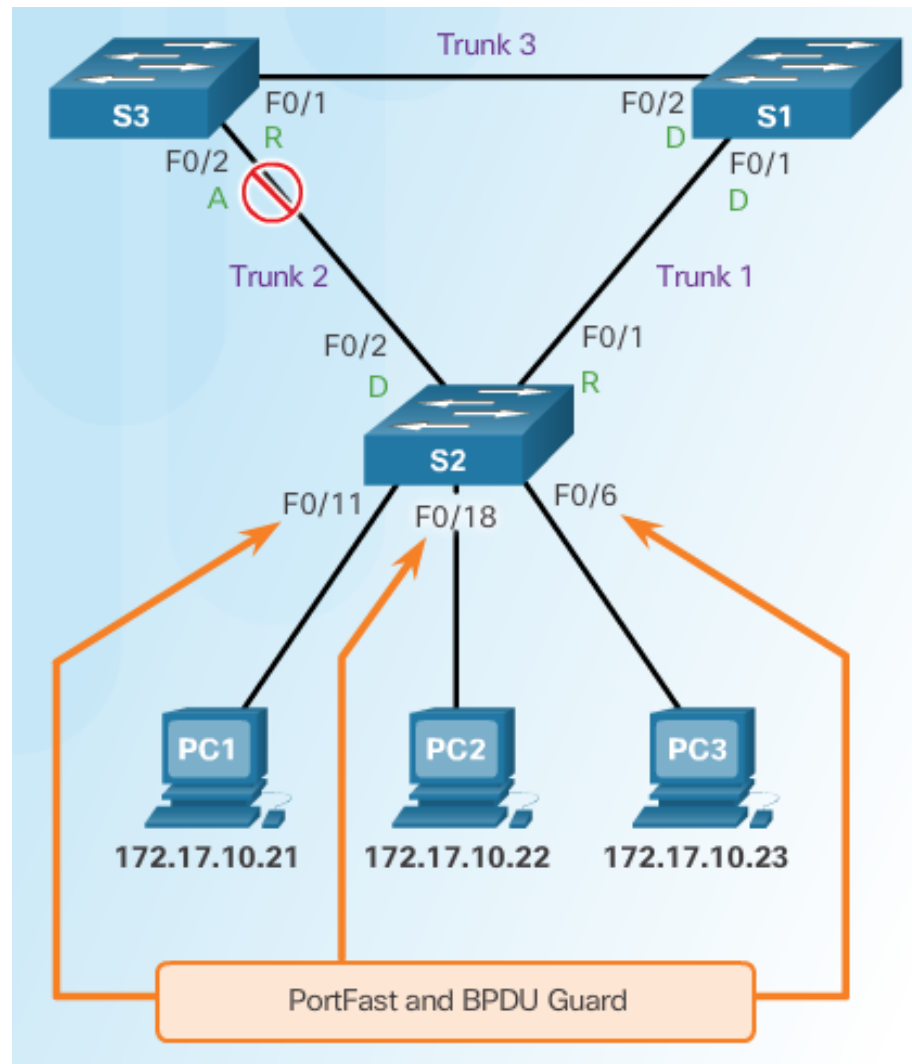 Trunk 3
S3
F0/1
R
F0/2
D
S1
F0/2
A
F0/1
D
Trunk 2
Trunk 1
F0/2
D
F0/1
R
S2
F0/11
F0/18
F0/6
PC1
PC2
PC3
172.17.10.21
172.17.10.22
172.17.10.23
PortFast and BPDU Guard